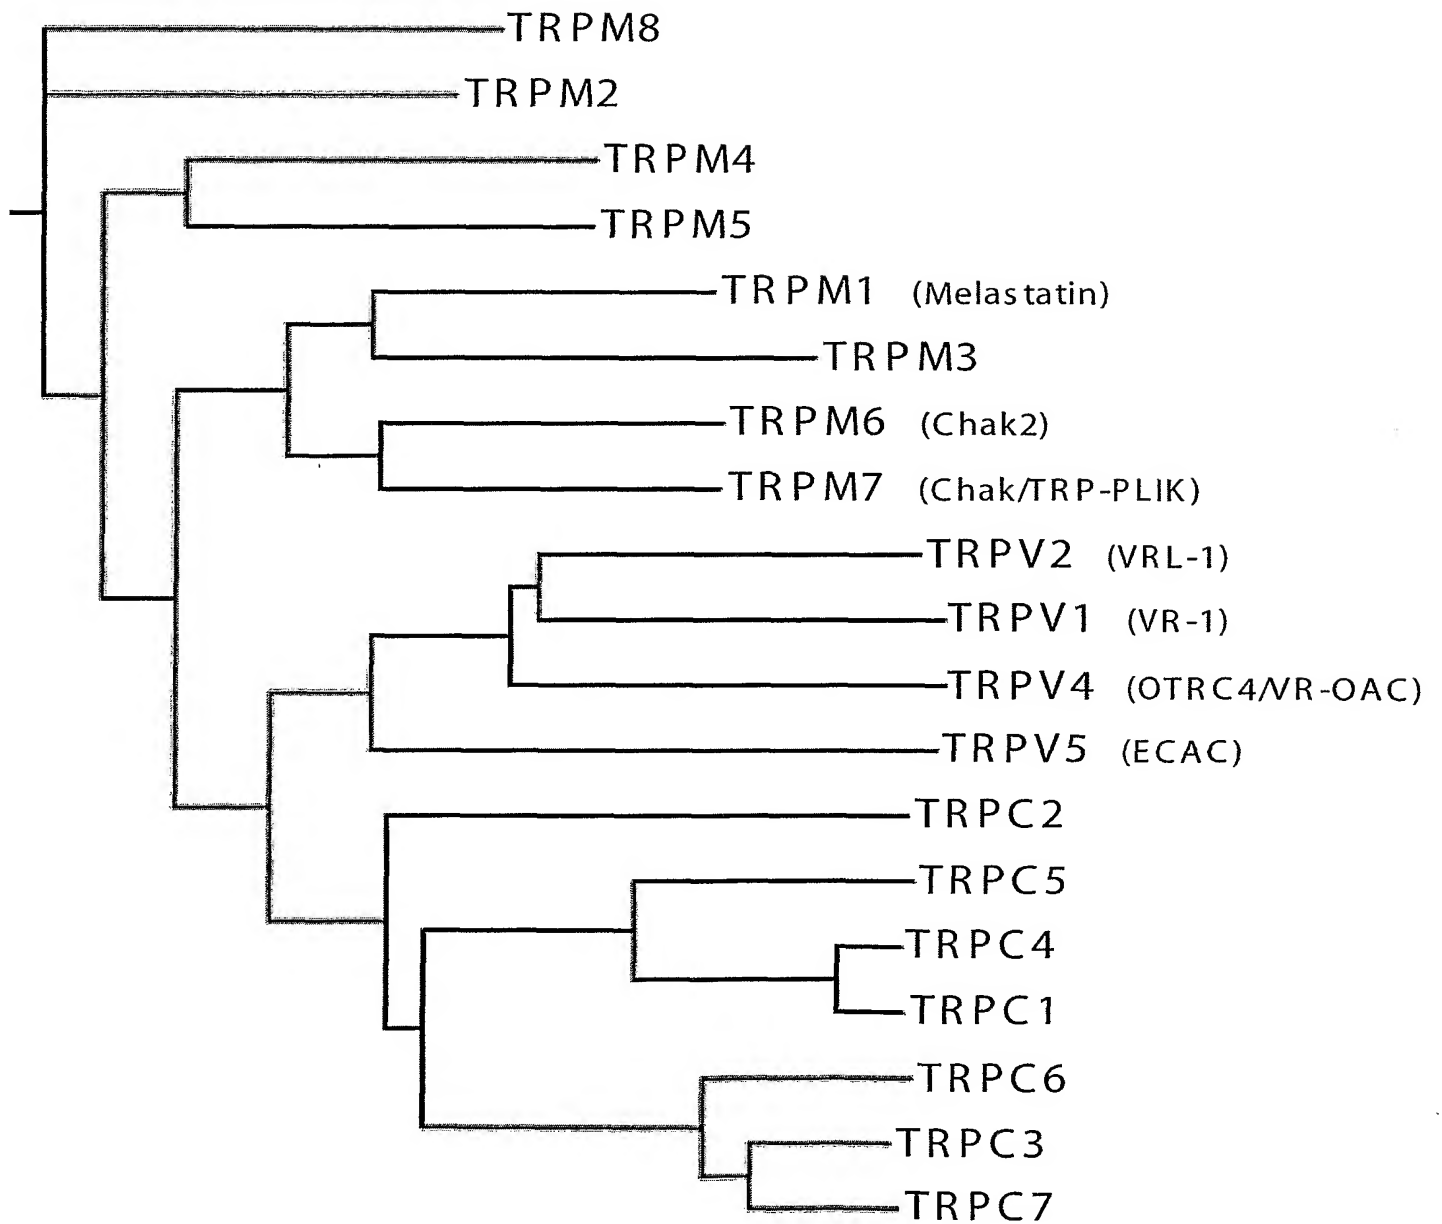 TRPM8
TRPM2
TRPM4
TRPM5
TRPM1 (Melastatin)
TRPM3
TRPM6 (Chak2)
TRPM7 (Chak/TRP-PLIK)
TRPV2 (VRL-1)
TRPV1 (VR-1)
TRPV4 (OTRC4/VR-OAC)
TRPV5 (ECAC)
TRPC2
TRPC5
TRPC4
TRPC1
TRPC6
TRPC3
TRPC7